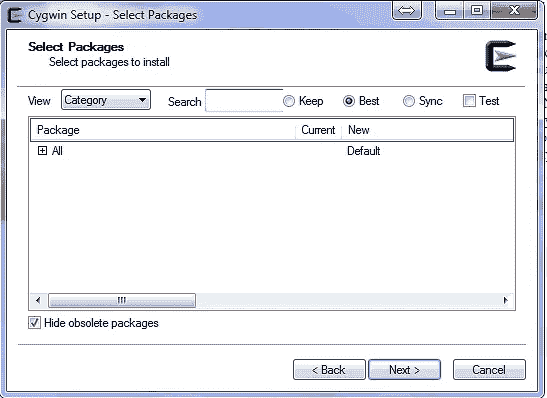 Cygwin Setup - Select Packages
Select Packages
Select packages to install
View Category Search Keep Best Sync Test
Package Current New
All Default
Hide obsolete packages
< Back Next > Cancel